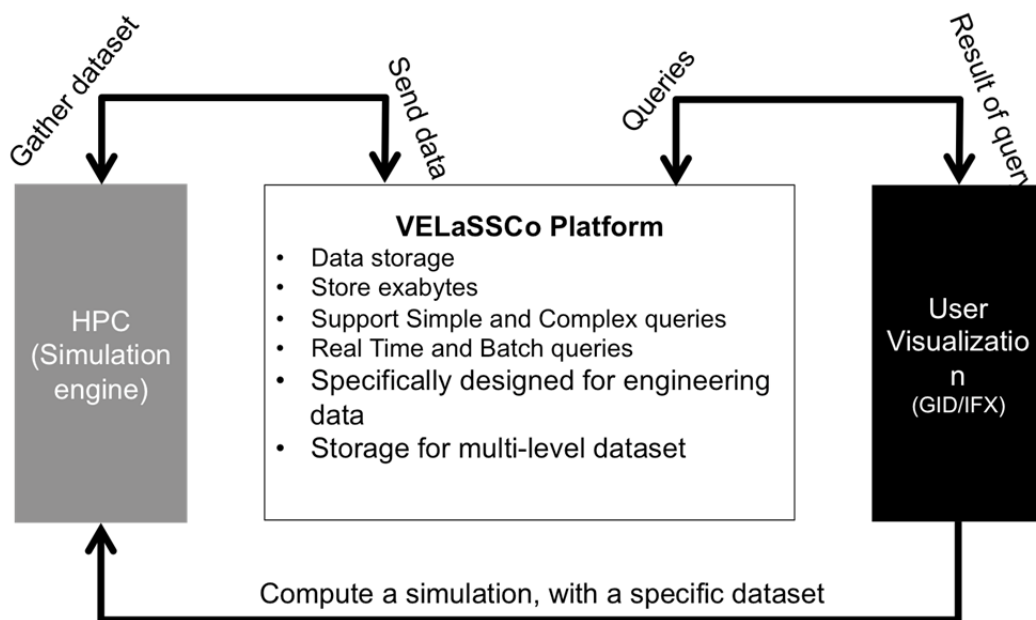 Gather dataset
Send data
Queries
Result of query
VELaSSCo Platform
• Data storage
• Store exabytes
• Support Simple and Complex queries
• Real Time and Batch queries
• Specifically designed for engineering
data
• Storage for multi-level dataset
HPC
(Simulation
engine)
User
Visualizatio
n
(GID/IFX)
Compute a simulation, with a specific dataset